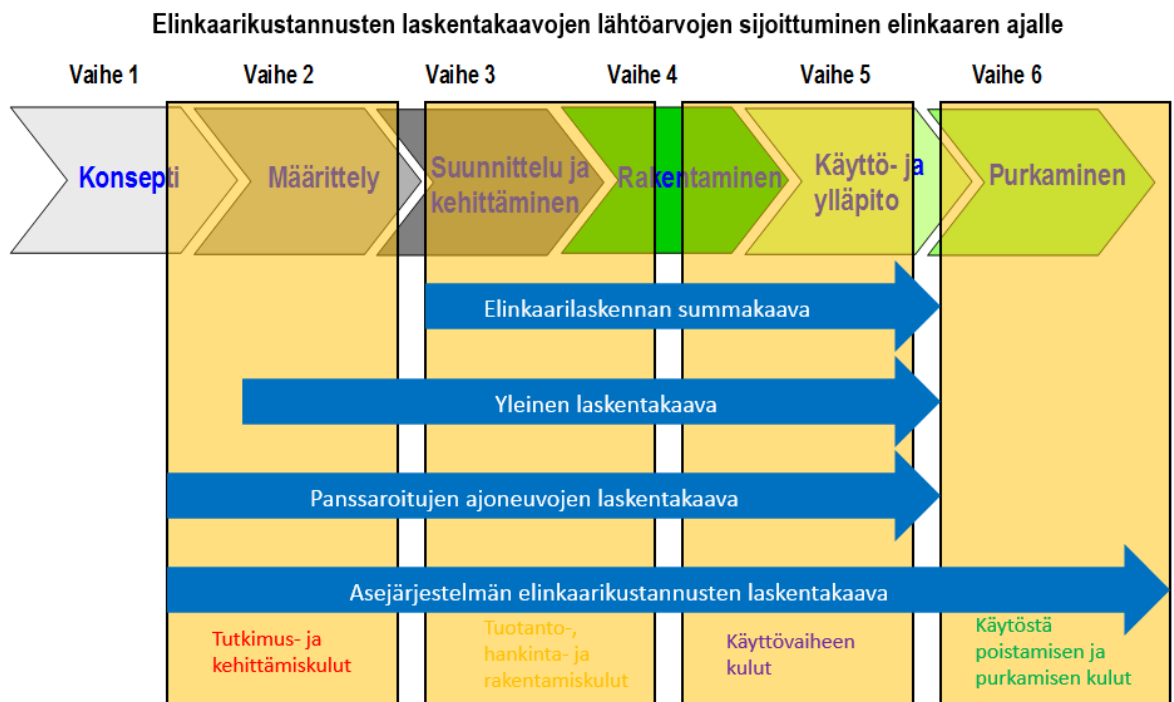 Elinkaarikustannusten laskentakaavojen lähtöarvojen sijoittuminen elinkaaren ajalle
Vaihe 1
Vaihe 2
Vaihe 3
Vaihe 4
Vaihe 5
Vaihe 6
Konsepti
Määrittely
Suunnittelu ja
kehittäminen
Rakentaminen
Käyttö- ja
ylläpito
Purkaminen
Elinkaarilaskennan summakaava
Yleinen laskentakaava
Panssaroitujen ajoneuvojen laskentakaava
Asejärjestelmän elinkaarikustannusten laskentakaava
Tutkimus- ja
kehittämiskulut
Tuotanto-,
hankinta- ja
rakentamiskulut
Käyttövaiheen
kulut
Käytöstä
poistamisen ja
purkamisen kulut